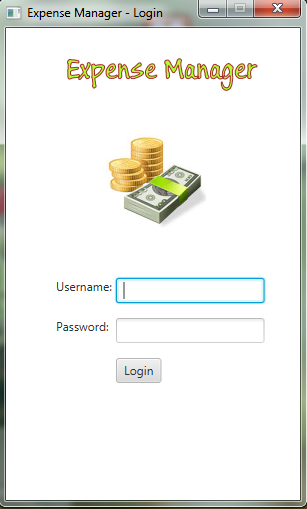 Expense Manager - Login
Expense Manager
Username:
Password:
Login